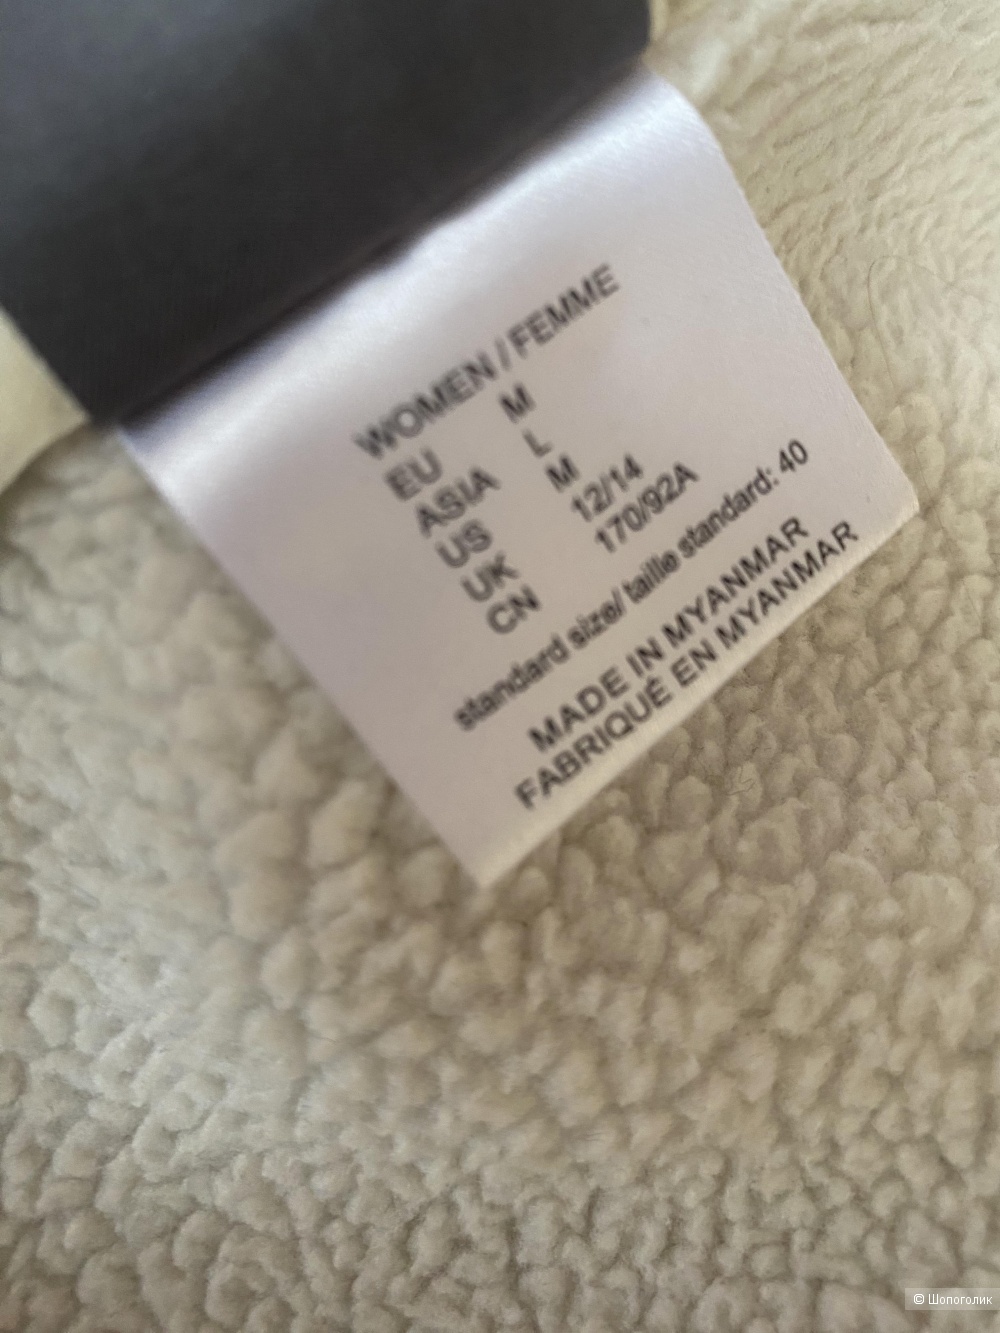 WOMEN / FEMME
EU M
ASIA L
US M
UK 12/14
CN 170/92A
standard size/ taille standard: 40
MADE IN MYANMAR
FABRIQUÉ EN MYANMAR
© Шопоголик